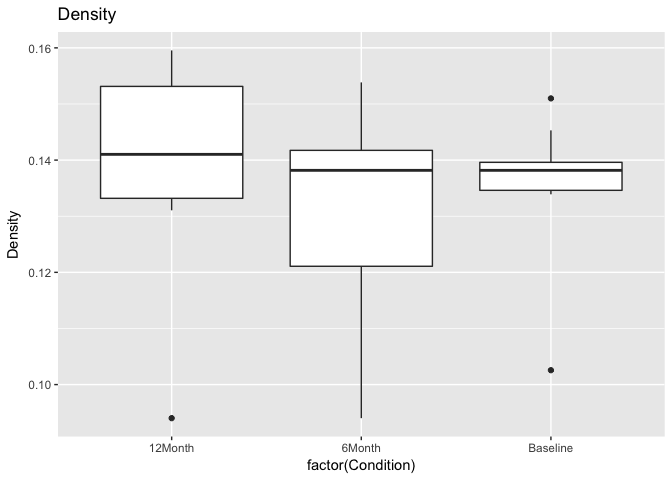 Density
0.16
0.14
0.12
0.10
Density
12Month
6Month
Baseline
factor(Condition)